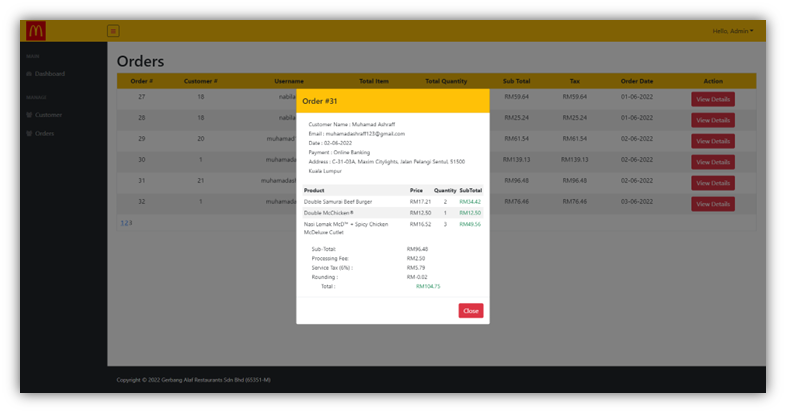 Hello, Admin
MAIN
Dashboard
MANAGE
Customer
Orders
Orders
Order # Customer # Username Total Item Total Quantity Sub Total Tax Order Date Action
27 18 nabila RM59.64 RM59.64 01-06-2022 View Details
28 18 nabila RM25.24 RM25.24 01-06-2022 View Details
29 20 muhamad RM61.54 RM61.54 02-06-2022 View Details
30 1 muhamada RM139.13 RM139.13 02-06-2022 View Details
31 21 muhamadas RM96.48 RM96.48 02-06-2022 View Details
32 1 muhamada RM76.46 RM76.46 03-06-2022 View Details
1 2 3
Order #31
Customer Name : Muhamad Ashraff
Email : muhamadashraff123@gmail.com
Date : 02-06-2022
Payment : Online Banking
Address : C-31-03A, Maxim Citylights, Jalan Pelangi Sentul, 51500
Kuala Lumpur
Product Price Quantity SubTotal
Double Samurai Beef Burger RM17.21 2 RM34.42
Double McChicken® RM12.50 1 RM12.50
Nasi Lemak McD™ + Spicy Chicken RM16.52 3 RM49.56
McDeluxe Cutlet
Sub-Total: RM96.48
Processing Fee: RM2.50
Service Tax (6%) : RM5.79
Rounding : RM-0.02
Total : RM104.75
Close
Copyright © 2022 Gerbang Alaf Restaurants Sdn Bhd (65351-M)